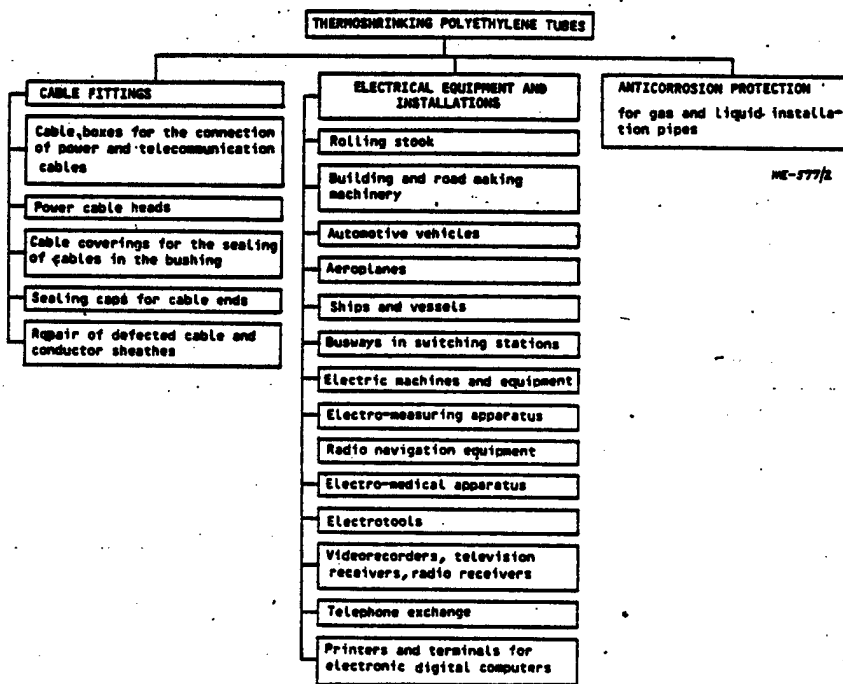 THERMOSHRINKING POLYETHYLENE TUBES
CABLE FITTINGS
Cable boxes for the connection
of power and telecommunication
cables
Power cable heads
Cable coverings for the sealing
of cables in the bushing
Sealing caps for cable ends
Repair of defected cable and
conductor sheathes
ELECTRICAL EQUIPMENT AND
INSTALLATIONS
Rolling stook
Building and road making
machinery
Automotive vehicles
Aeroplanes
Ships and vessels
Busways in switching stations
Electric machines and equipment
Electro-measuring apparatus
Radio navigation equipment
Electro-medical apparatus
Electrotools
Videorecorders, television
receivers, radio receivers
Telephone exchange
Printers and terminals for
electronic digital computers
ANTICORROSION PROTECTION
for gas and liquid installa-
tion pipes
ME-577/2